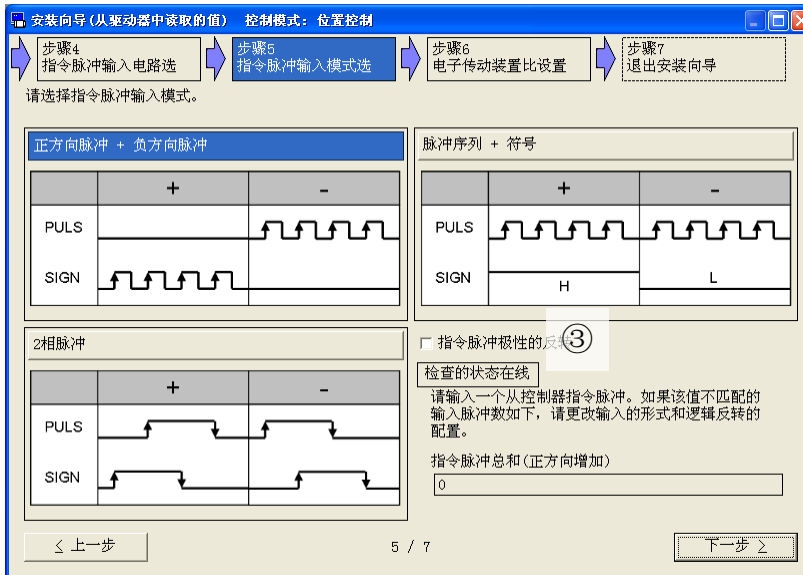 安装向导(从驱动器中读取的值) 控制模式: 位置控制
步骤4
指令脉冲输入电路选
步骤5
指令脉冲输入模式选
步骤6
电子传动装置比设置
步骤7
退出安装向导
请选择指令脉冲输入模式。
正方向脉冲 + 负方向脉冲
+ -
PULS
SIGN
脉冲序列 + 符号
+ -
PULS
SIGN H L
2相脉冲
+ -
PULS
SIGN
指令脉冲极性的反转
③
检查的状态在线
请输入一个从控制器指令脉冲。如果该值不匹配的
输入脉冲数如下，请更改输入的形式和逻辑反转的
配置。
指令脉冲总和(正方向增加)
0
< 上一步
5 / 7
下一步 >